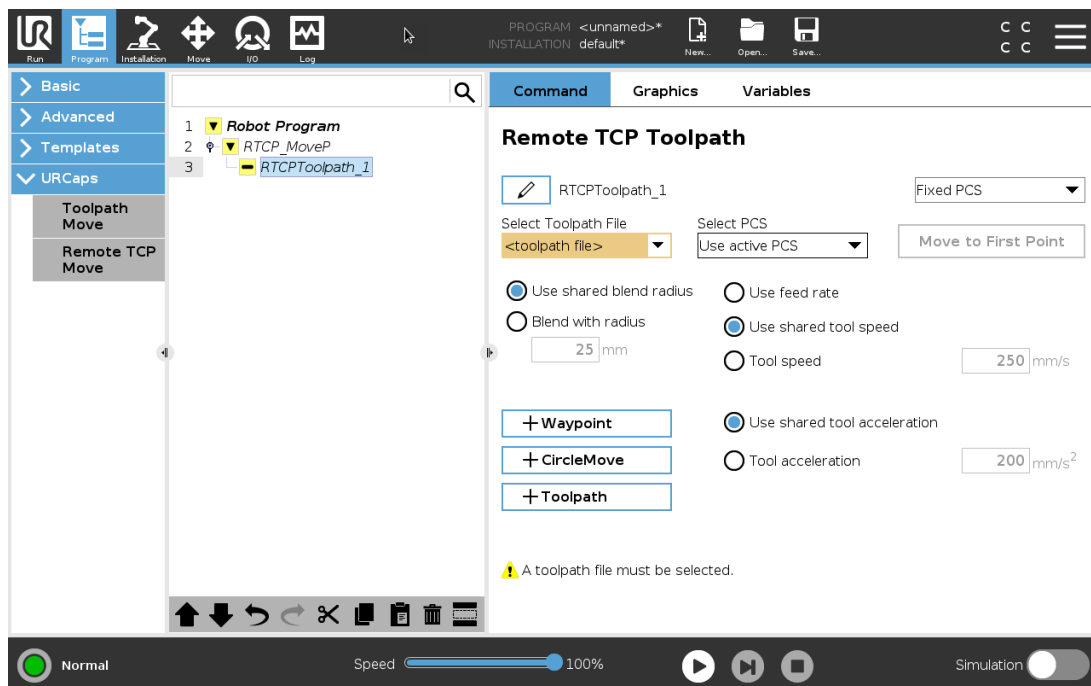 UR
PROGRAM <unnamed>*
INSTALLATION default*
C C
C C
Run
Program
Installation
Move
I/O
Log
New...
Open...
Save...
Basic
Advanced
Templates
URCaps
Toolpath
Move
Remote TCP
Move
1 Robot Program
2 RTCP_MoveP
3 RTCPToolpath_1
Command Graphics Variables
Remote TCP Toolpath
RTCPToolpath_1
Fixed PCS
Select Toolpath File
Select PCS
<toolpath file>
Use active PCS
Move to First Point
Use shared blend radius
Use feed rate
Blend with radius
Use shared tool speed
25 mm
Tool speed
250 mm/s
+ Waypoint
Use shared tool acceleration
+ CircleMove
Tool acceleration
200 mm/s²
+ Toolpath
A toolpath file must be selected.
Normal
Speed
100%
Simulation